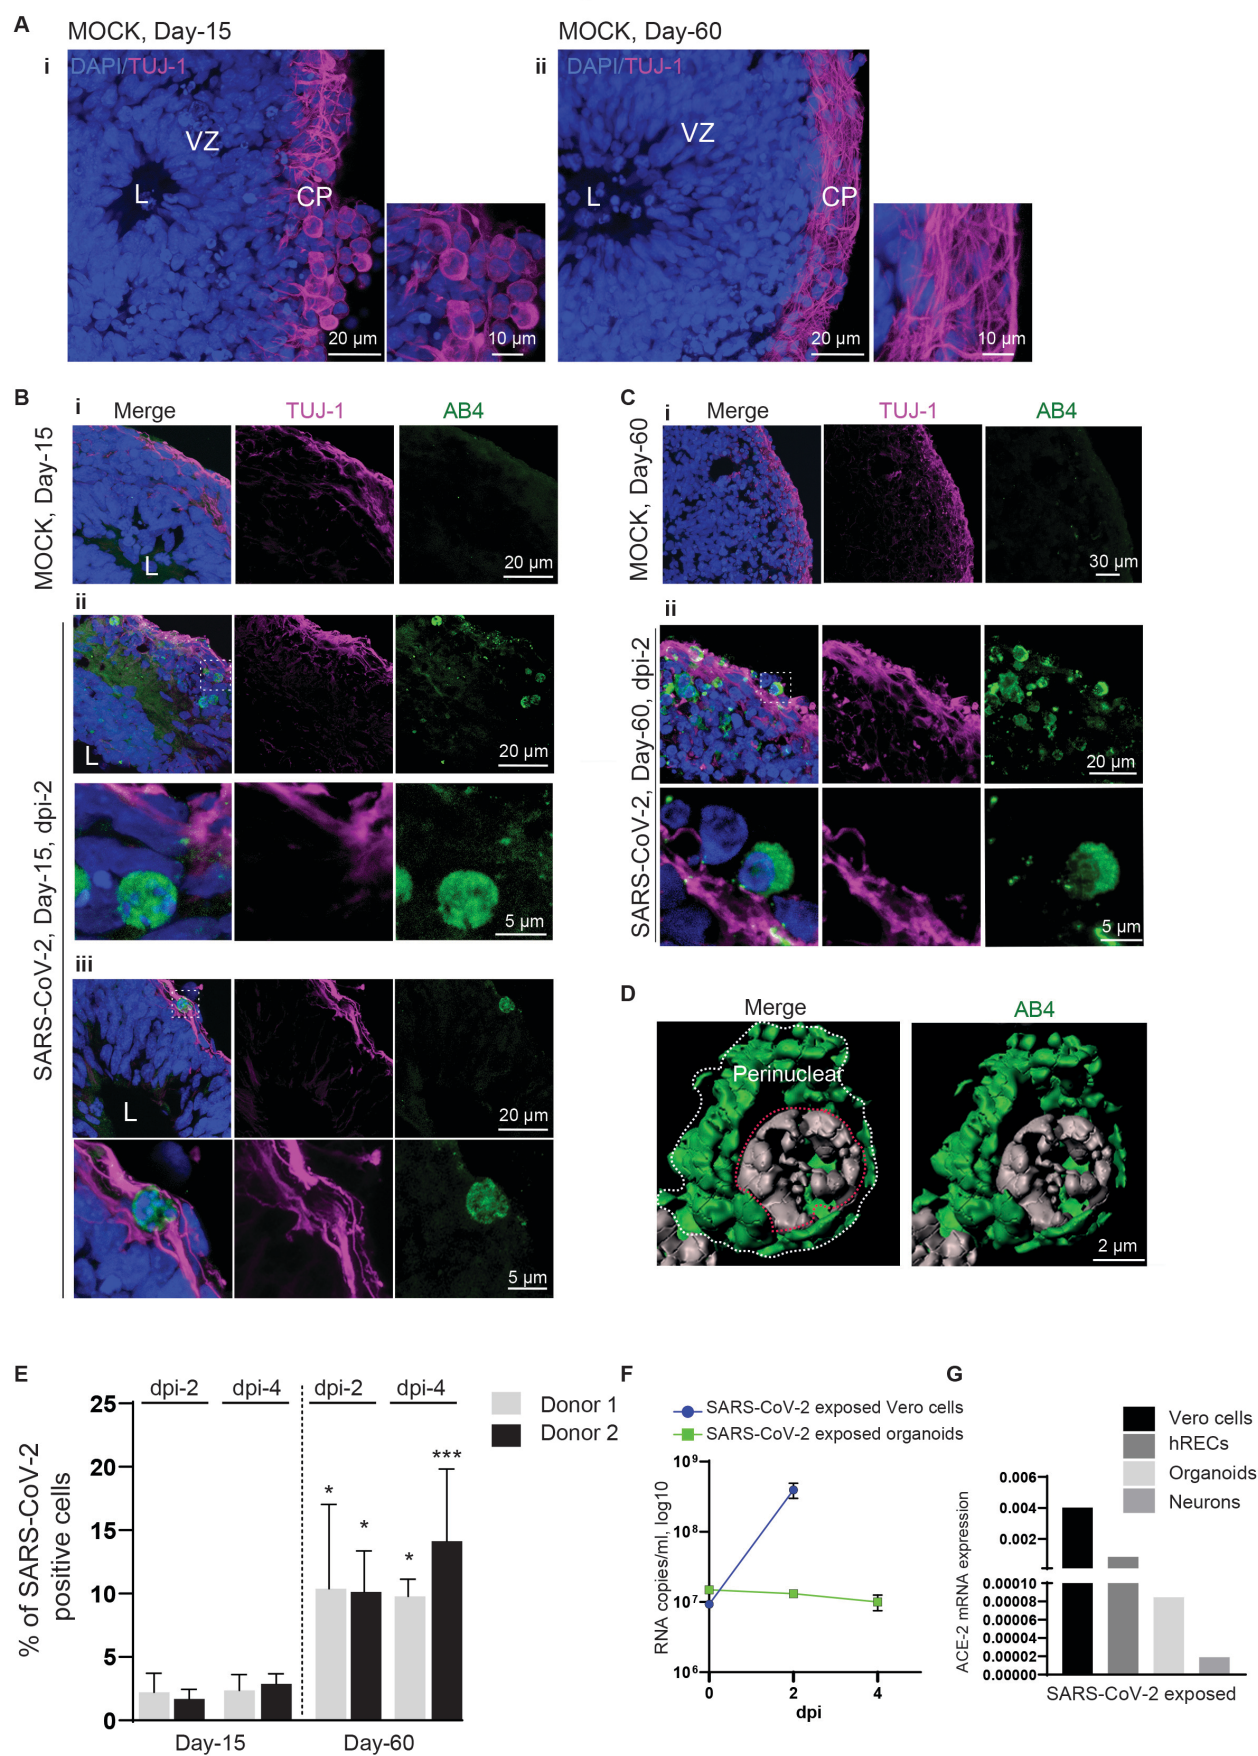 A
MOCK, Day-15
MOCK, Day-60
i
DAPI/TUJ-1
VZ
L
CP
20 µm
10 µm
ii
DAPI/TUJ-1
VZ
L
CP
20 µm
10 µm
B
i
Merge
TUJ-1
AB4
MOCK, Day-15
L
20 µm
ii
L
20 µm
5 µm
SARS-CoV-2, Day-15, dpi-2
iii
L
20 µm
5 µm
C
i
Merge
TUJ-1
AB4
MOCK, Day-60
30 µm
ii
SARS-CoV-2, Day-60, dpi-2
20 µm
5 µm
D
Merge
AB4
Perinuclear
2 µm
E
dpi-2
dpi-4
dpi-2
dpi-4
Donor 1
Donor 2
% of SARS-CoV-2
positive cells
25
20
15
10
5
0
*
*
*
***
Day-15
Day-60
F
SARS-CoV-2 exposed Vero cells
SARS-CoV-2 exposed organoids
RNA copies/ml, log10
10⁹
10⁸
10⁷
10⁶
0
2
4
dpi
G
Vero cells
hRECs
Organoids
Neurons
ACE-2 mRNA expression
0.006
0.004
0.002
0.00010
0.00008
0.00006
0.00004
0.00002
0.00000
SARS-CoV-2 exposed